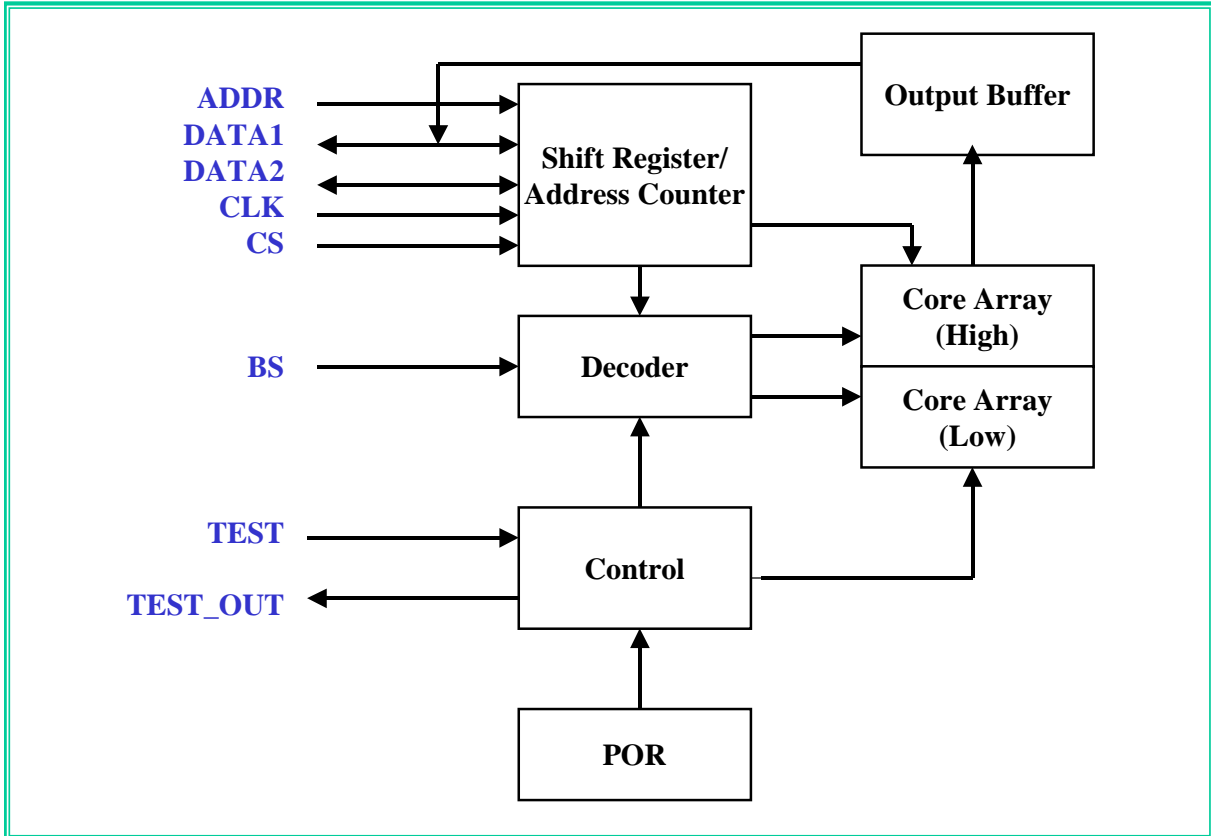 Output Buffer
ADDR
DATA1
DATA2
CLK
CS
Shift Register/
Address Counter
Core Array
(High)
BS
Decoder
Core Array
(Low)
TEST
Control
TEST_OUT
POR